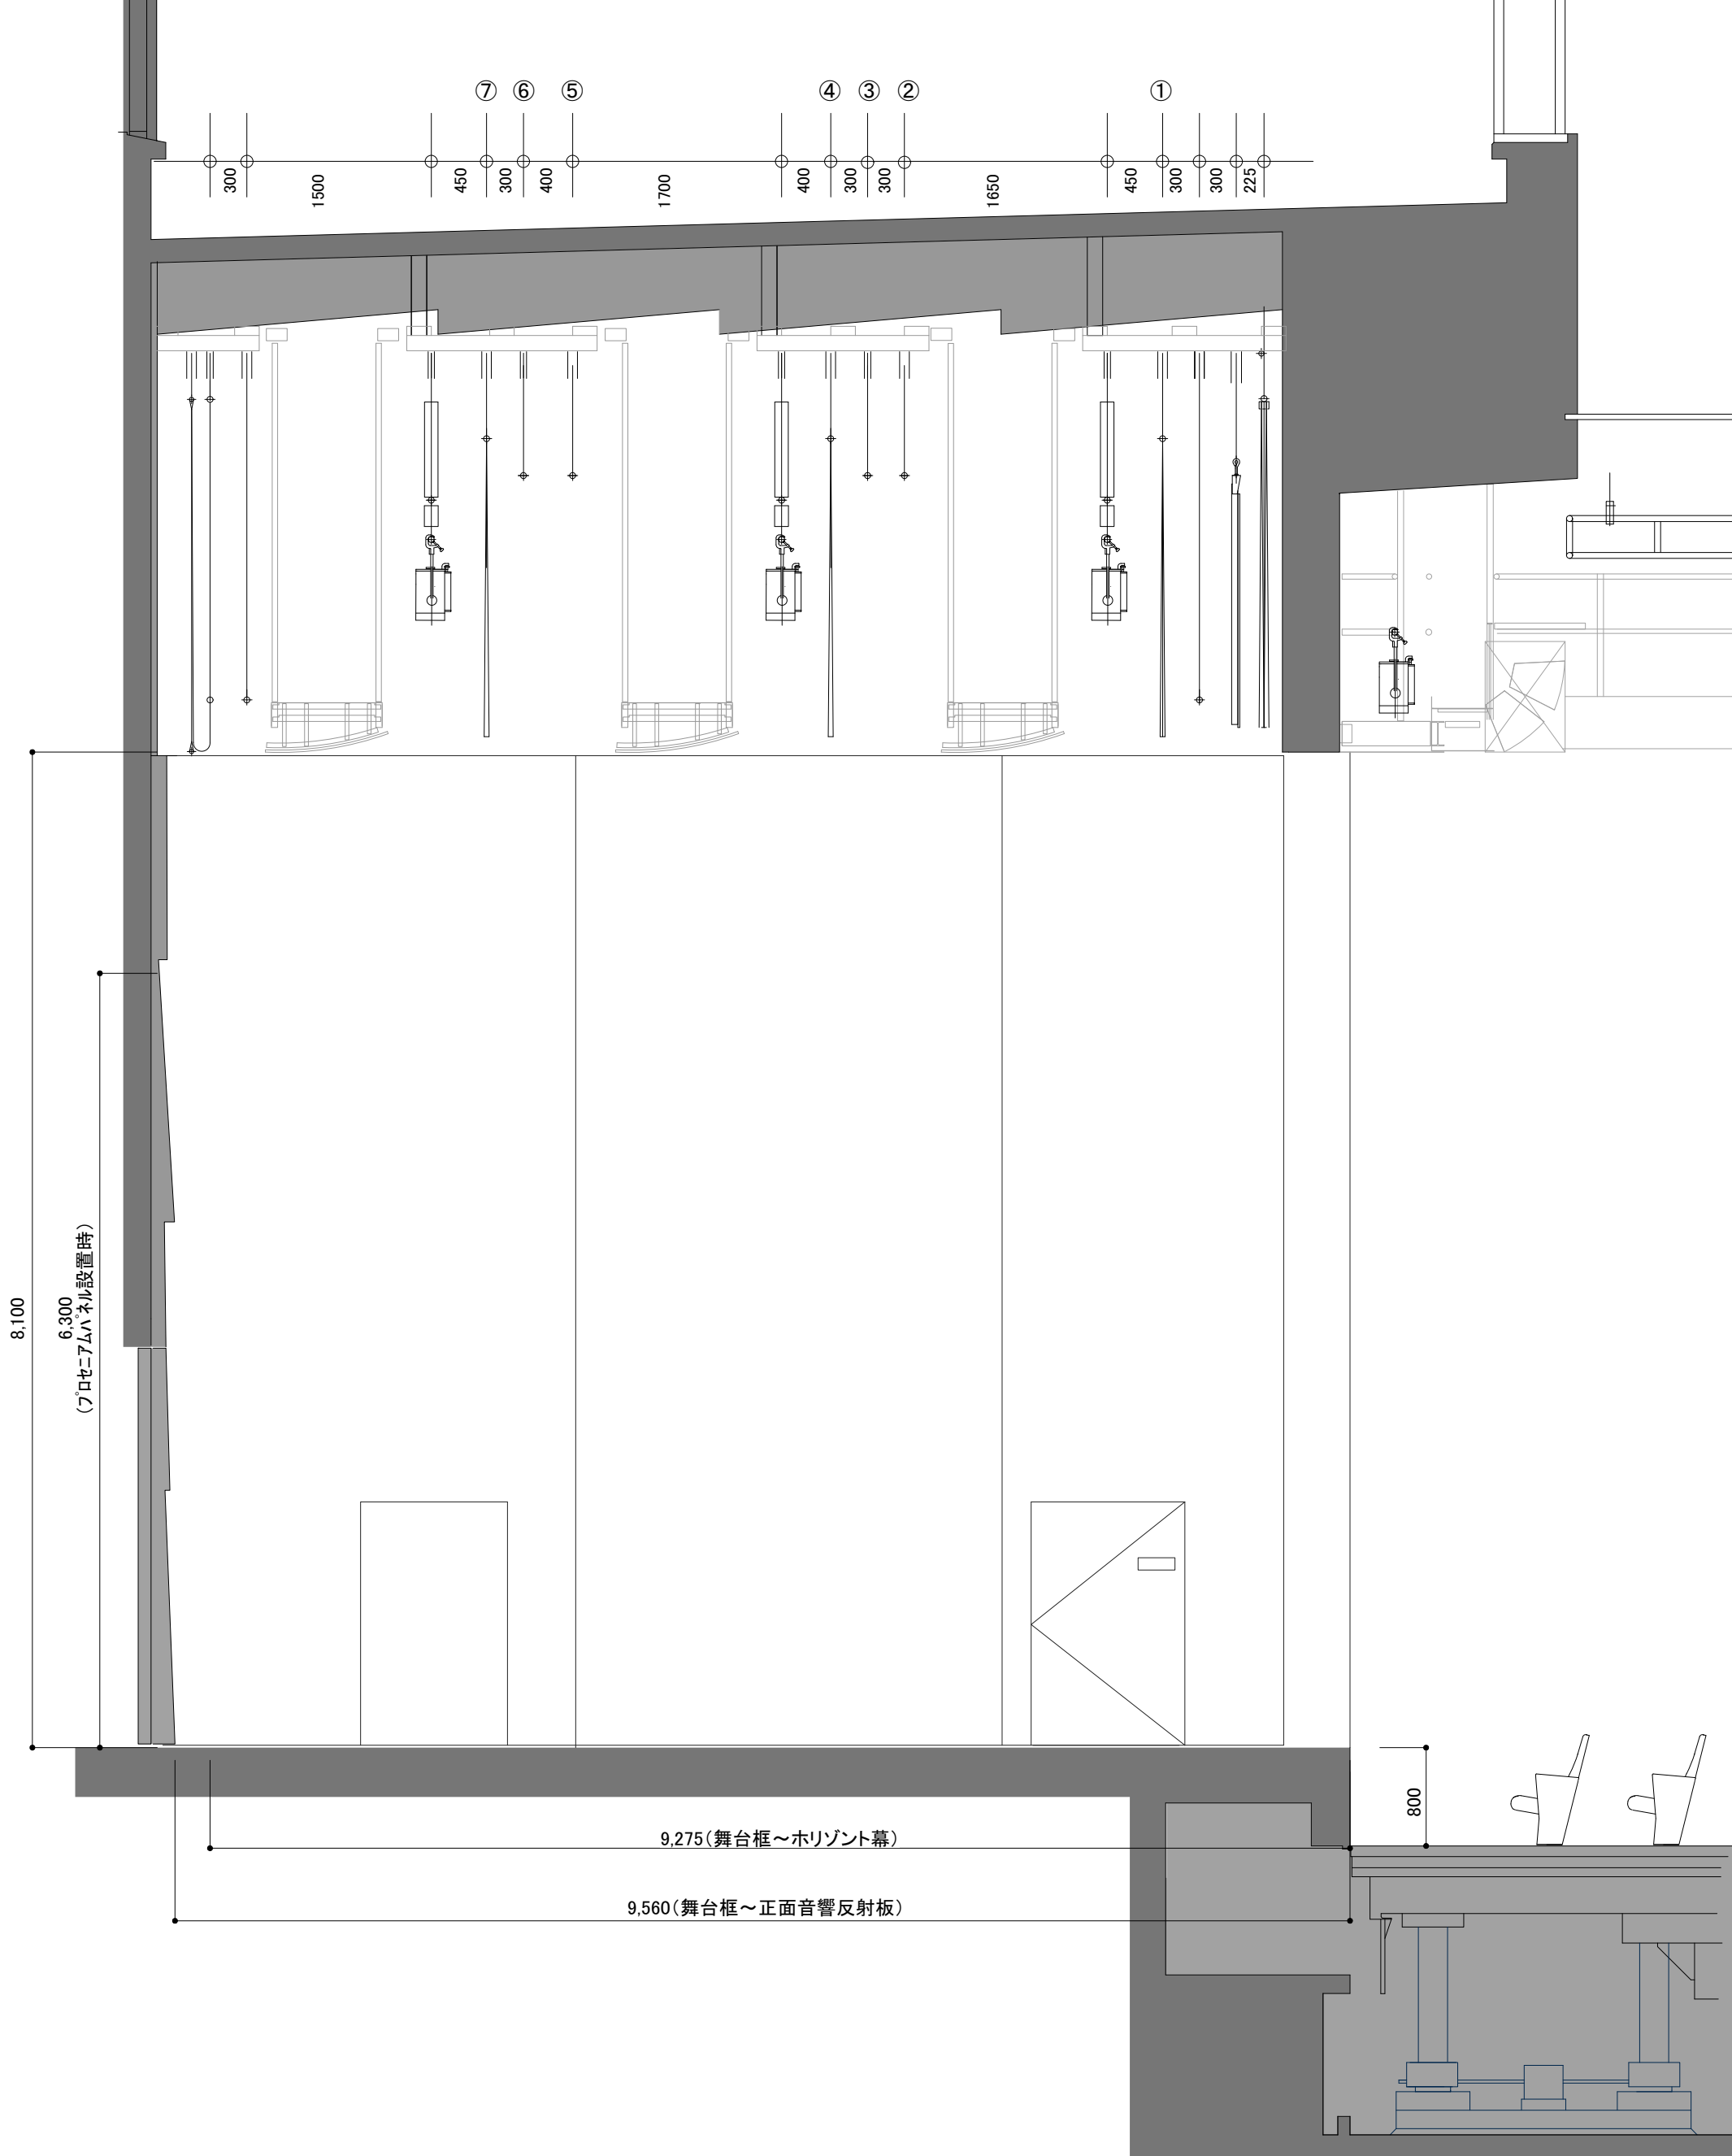 ⑦ ⑥ ⑤ ④ ③ ② ①
300 1500 450 300 400 1700 400 300 300 1650 450 300 300 225
8,100
6,300
（プロセニアムパネル設置時）
800
9,275（舞台框～ホリゾント幕）
9,560（舞台框～正面音響反射板）